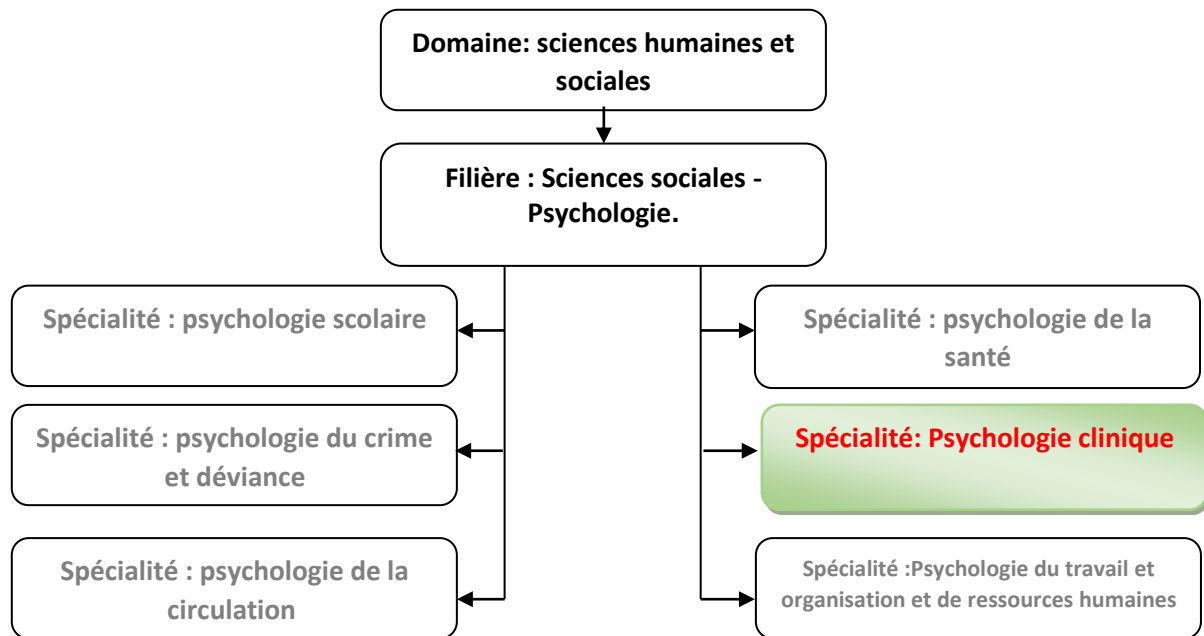 Domaine: sciences humaines et
sociales
Filière : Sciences sociales -
Psychologie.
Spécialité : psychologie scolaire
Spécialité : psychologie de la
santé
Spécialité : psychologie du crime
et déviance
Spécialité: Psychologie clinique
Spécialité : psychologie de la
circulation
Spécialité :Psychologie du travail et
organisation et de ressources humaines